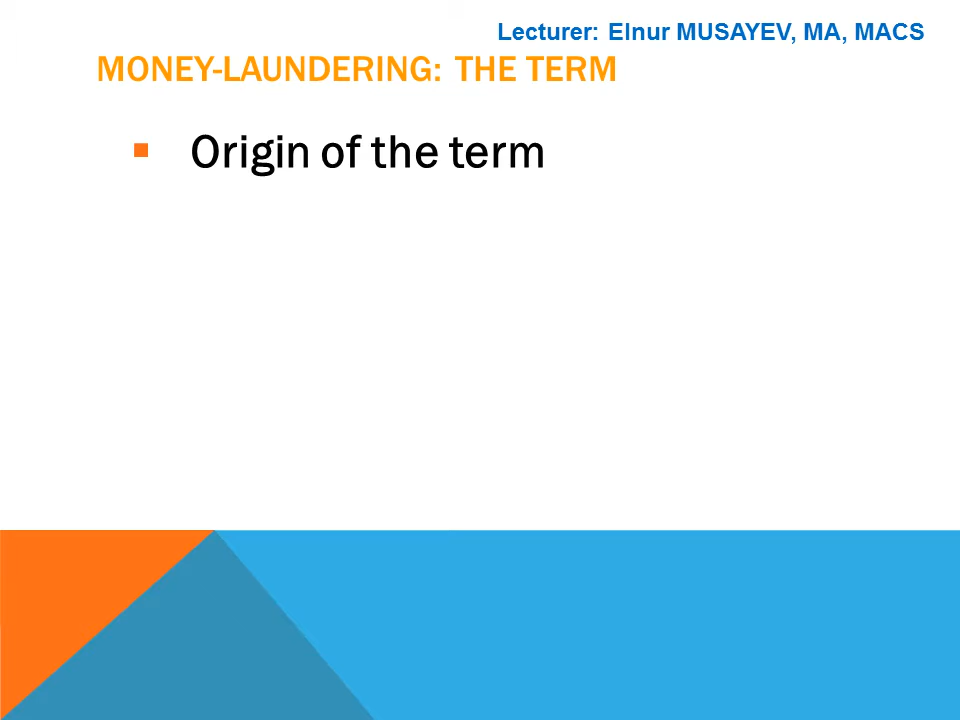 Lecturer: Elnur MUSAYEV, MA, MACS
MONEY-LAUNDERING: THE TERM
▪ Origin of the term